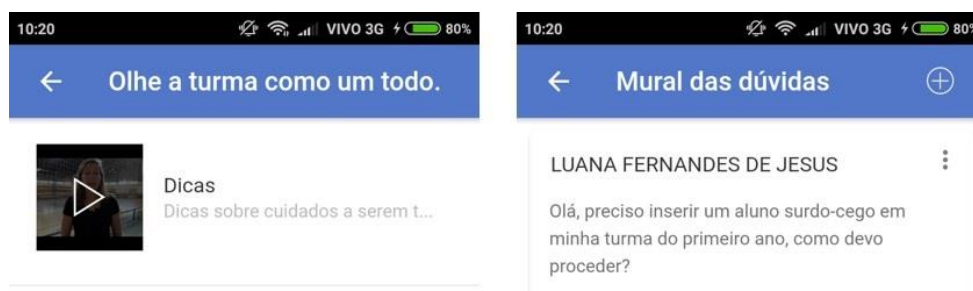 10:20 VIVO 3G 80%
Olhe a turma como um todo.
Dicas
Dicas sobre cuidados a serem t...
10:20 VIVO 3G 80%
Mural das dúvidas
LUANA FERNANDES DE JESUS
Olá, preciso inserir um aluno surdo-cego em
minha turma do primeiro ano, como devo
proceder?